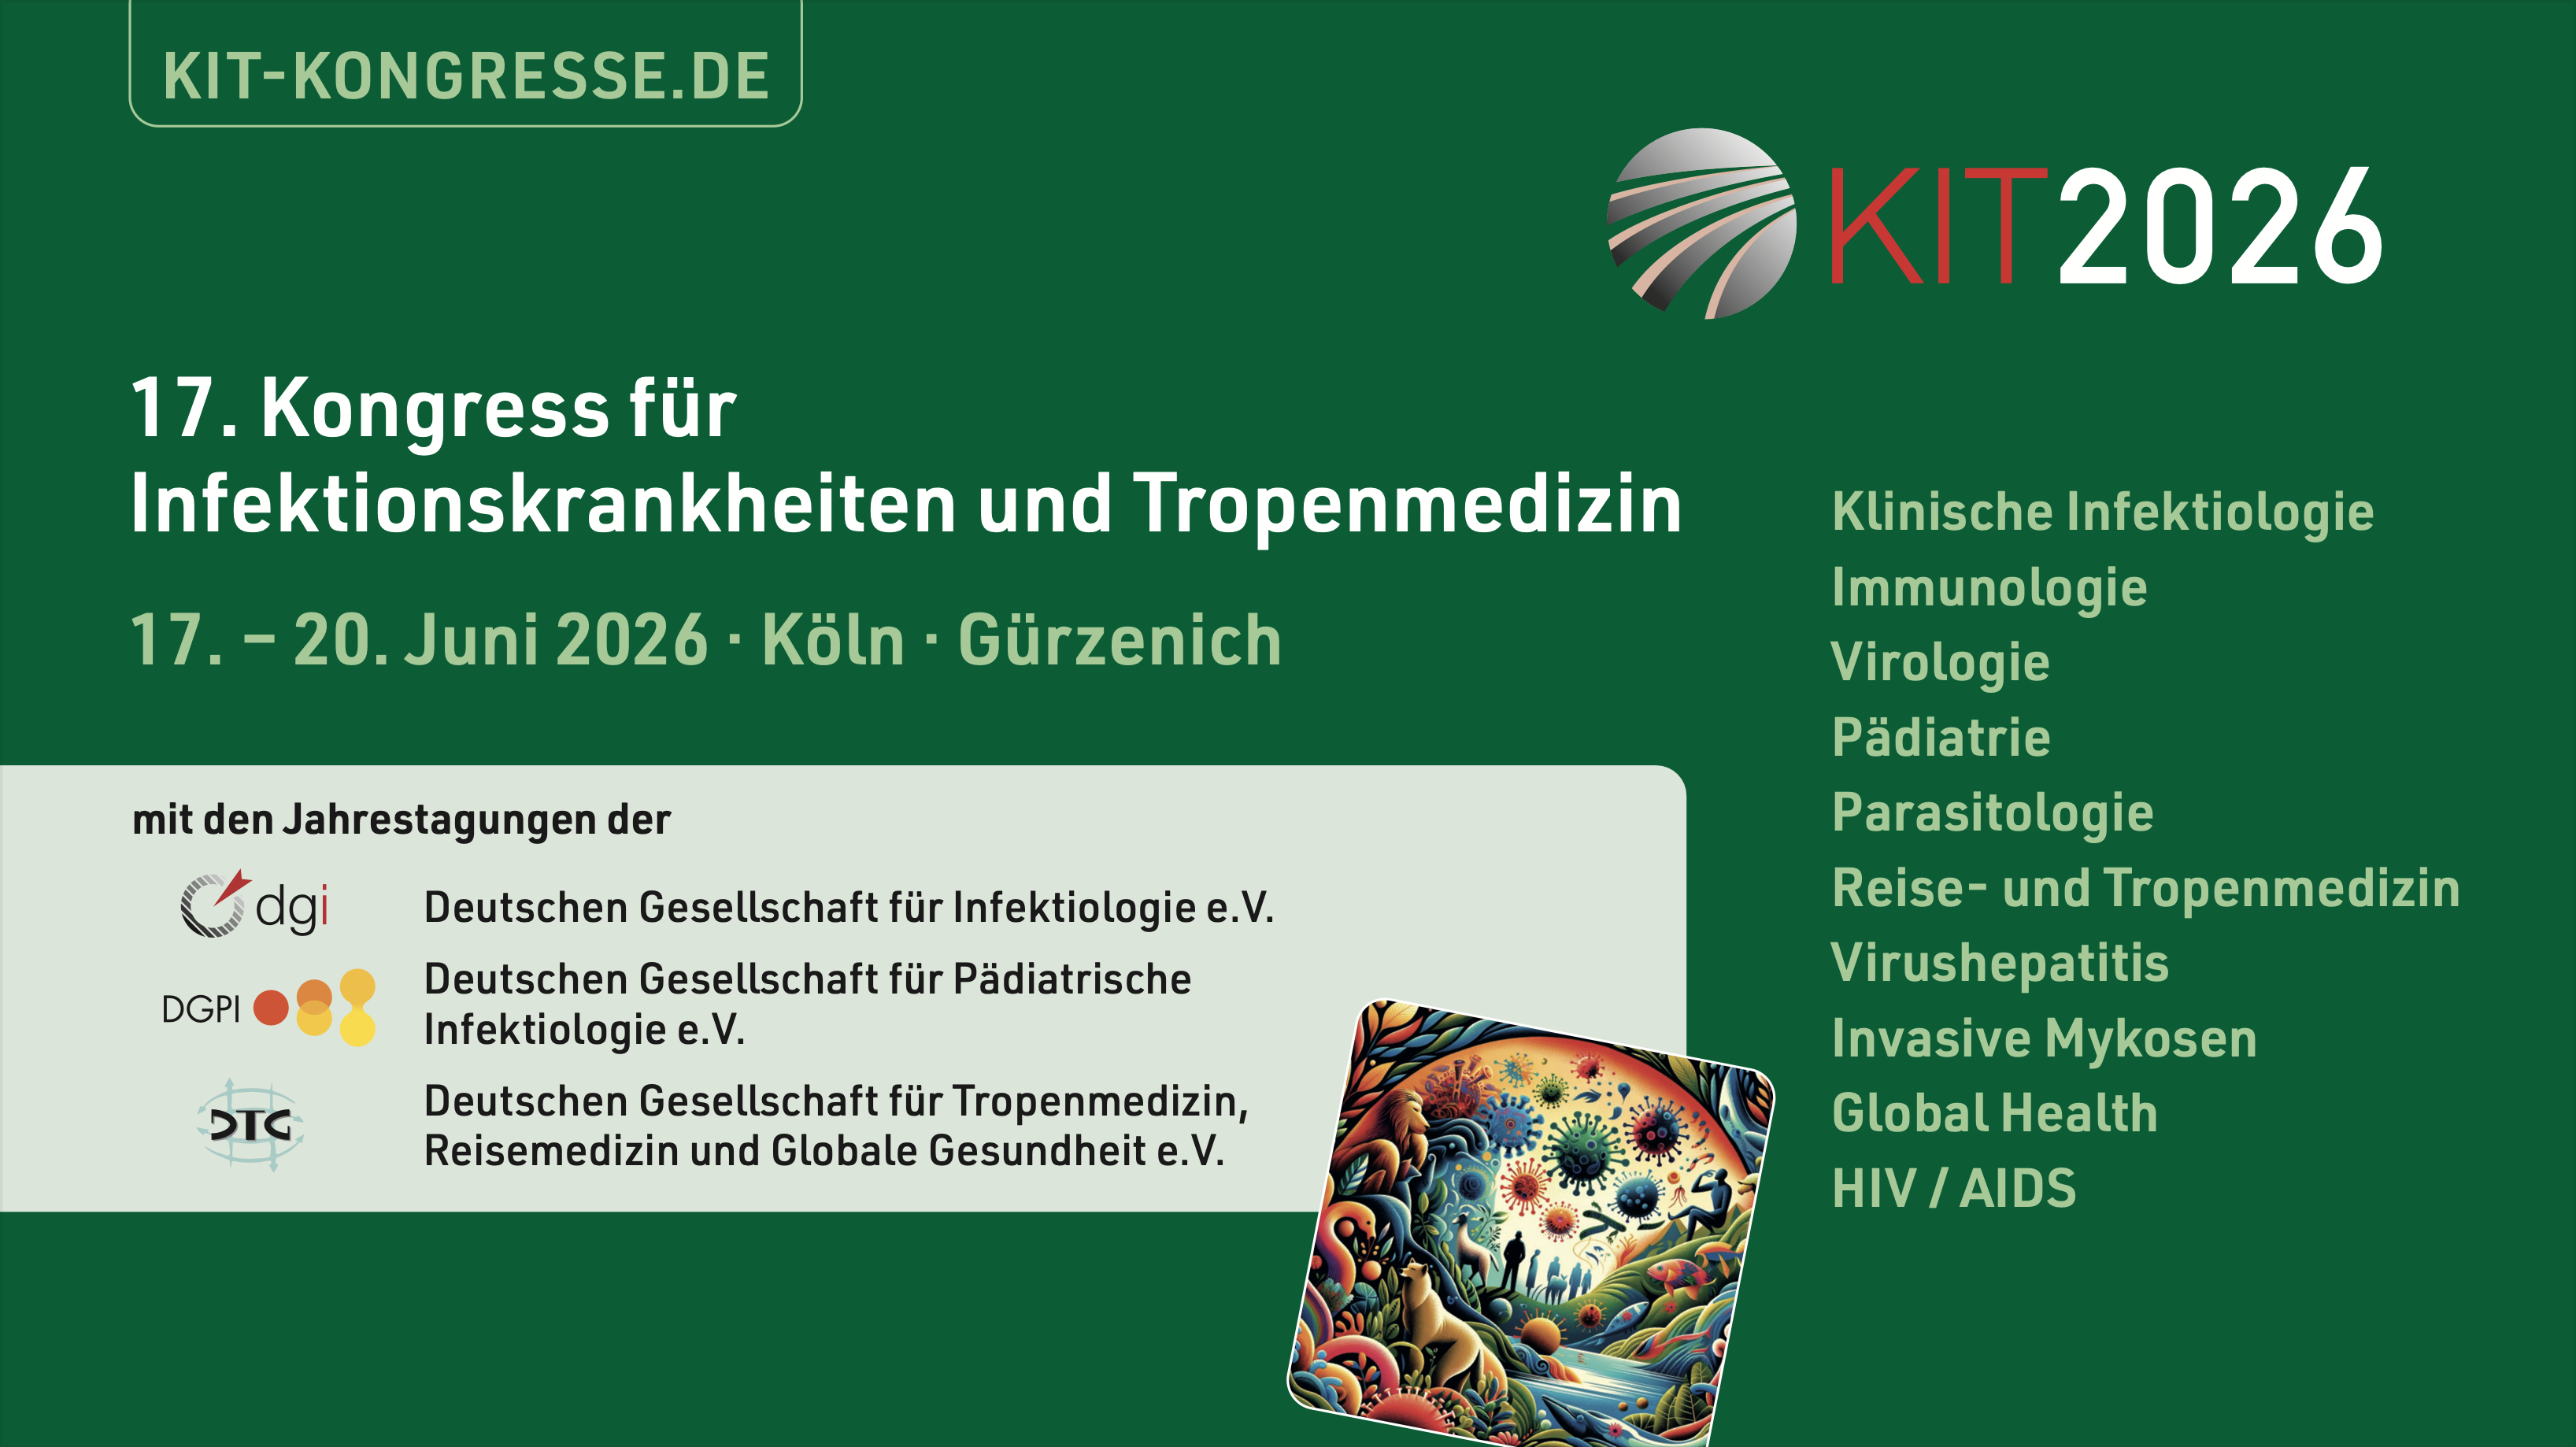 KIT-KONGRESSE.DE
KIT2026
17. Kongress für
Infektionskrankheiten und Tropenmedizin
17. – 20. Juni 2026 · Köln · Gürzenich
mit den Jahrestagungen der
dgi
Deutschen Gesellschaft für Infektiologie e.V.
DGPI
Deutschen Gesellschaft für Pädiatrische
Infektiologie e.V.
DTG
Deutschen Gesellschaft für Tropenmedizin,
Reisemedizin und Globale Gesundheit e.V.
Klinische Infektiologie
Immunologie
Virologie
Pädiatrie
Parasitologie
Reise- und Tropenmedizin
Virushepatitis
Invasive Mykosen
Global Health
HIV / AIDS